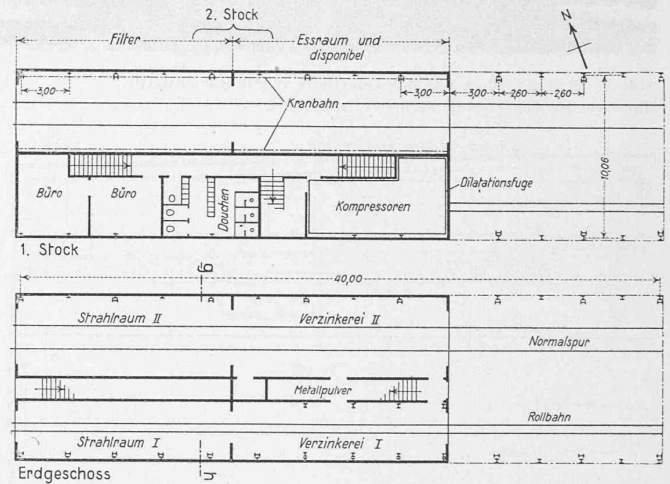 2. Stock
Filter
Essraum und
disponibel
N
3,00
3,00
3,00
2,60
2,60
Kranbahn
10,06
Büro
Büro
Douchen
Kompressoren
Dilatationsfuge
1. Stock
g
40,00
Strahlraum II
Verzinkerei II
Normalspur
Metallpulver
Rollbahn
Strahlraum I
Verzinkerei I
h
Erdgeschoss